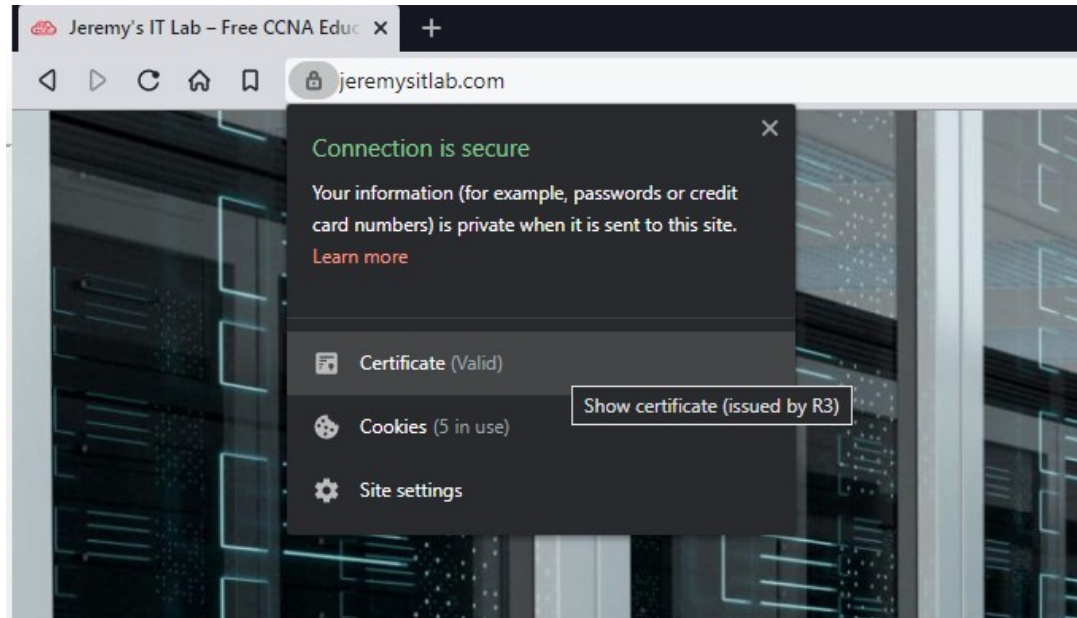 Jeremy's IT Lab – Free CCNA Educ
jeremysitlab.com
Connection is secure
Your information (for example, passwords or credit
card numbers) is private when it is sent to this site.
Learn more
Certificate (Valid)
Show certificate (issued by R3)
Cookies (5 in use)
Site settings